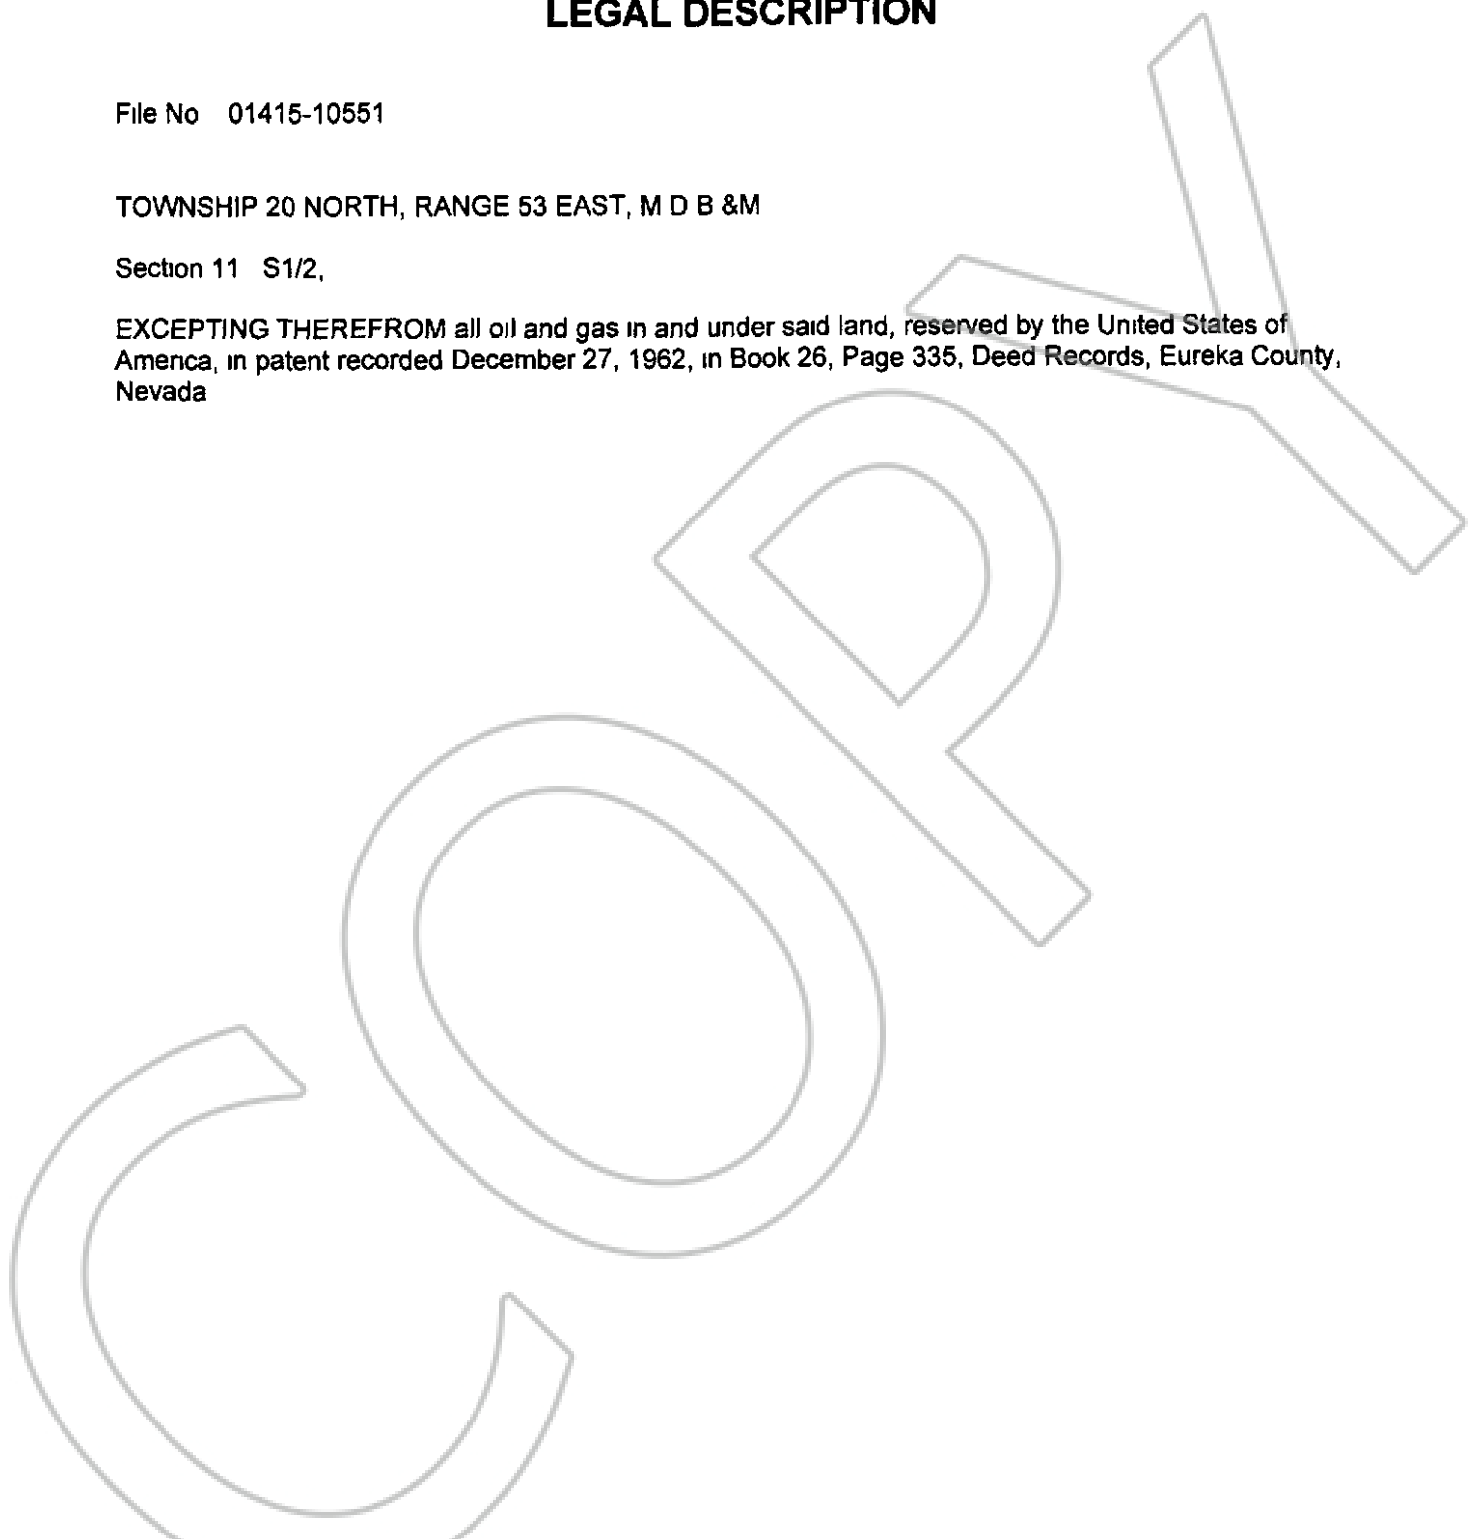 LEGAL DESCRIPTION
File No 01415-10551
TOWNSHIP 20 NORTH, RANGE 53 EAST, M D B &M
Section 11 S1/2,
EXCEPTING THEREFROM all oil and gas in and under said land, reserved by the United States of
America, in patent recorded December 27, 1962, in Book 26, Page 335, Deed Records, Eureka County,
Nevada
COPY